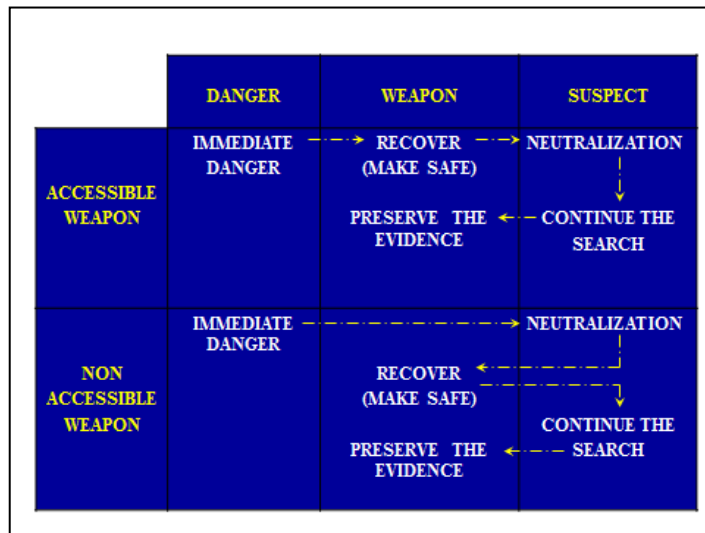 DANGER WEAPON SUSPECT
ACCESSIBLE
WEAPON
IMMEDIATE
DANGER
RECOVER
(MAKE SAFE)
NEUTRALIZATION
CONTINUE THE
SEARCH
PRESERVE THE
EVIDENCE
NON
ACCESSIBLE
WEAPON
IMMEDIATE
DANGER
NEUTRALIZATION
RECOVER
(MAKE SAFE)
CONTINUE THE
SEARCH
PRESERVE THE
EVIDENCE